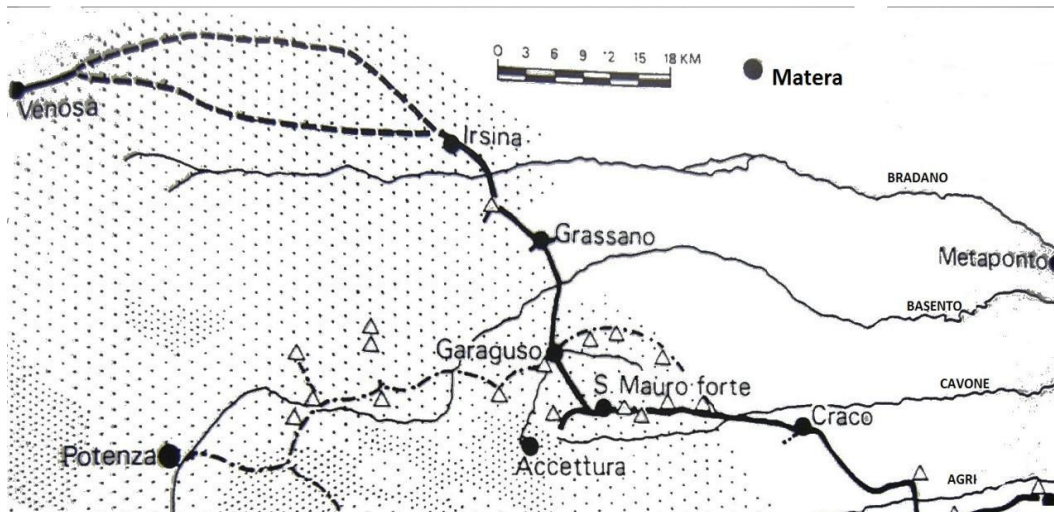 0 3 6 9 12 15 18 KM
Matera
Venosa
Irsina
BRADANO
Grassano
Metaponto
BASENTO
Garaguso
S. Mauro forte
CAVONE
Craco
Potenza
Accettura
AGRI